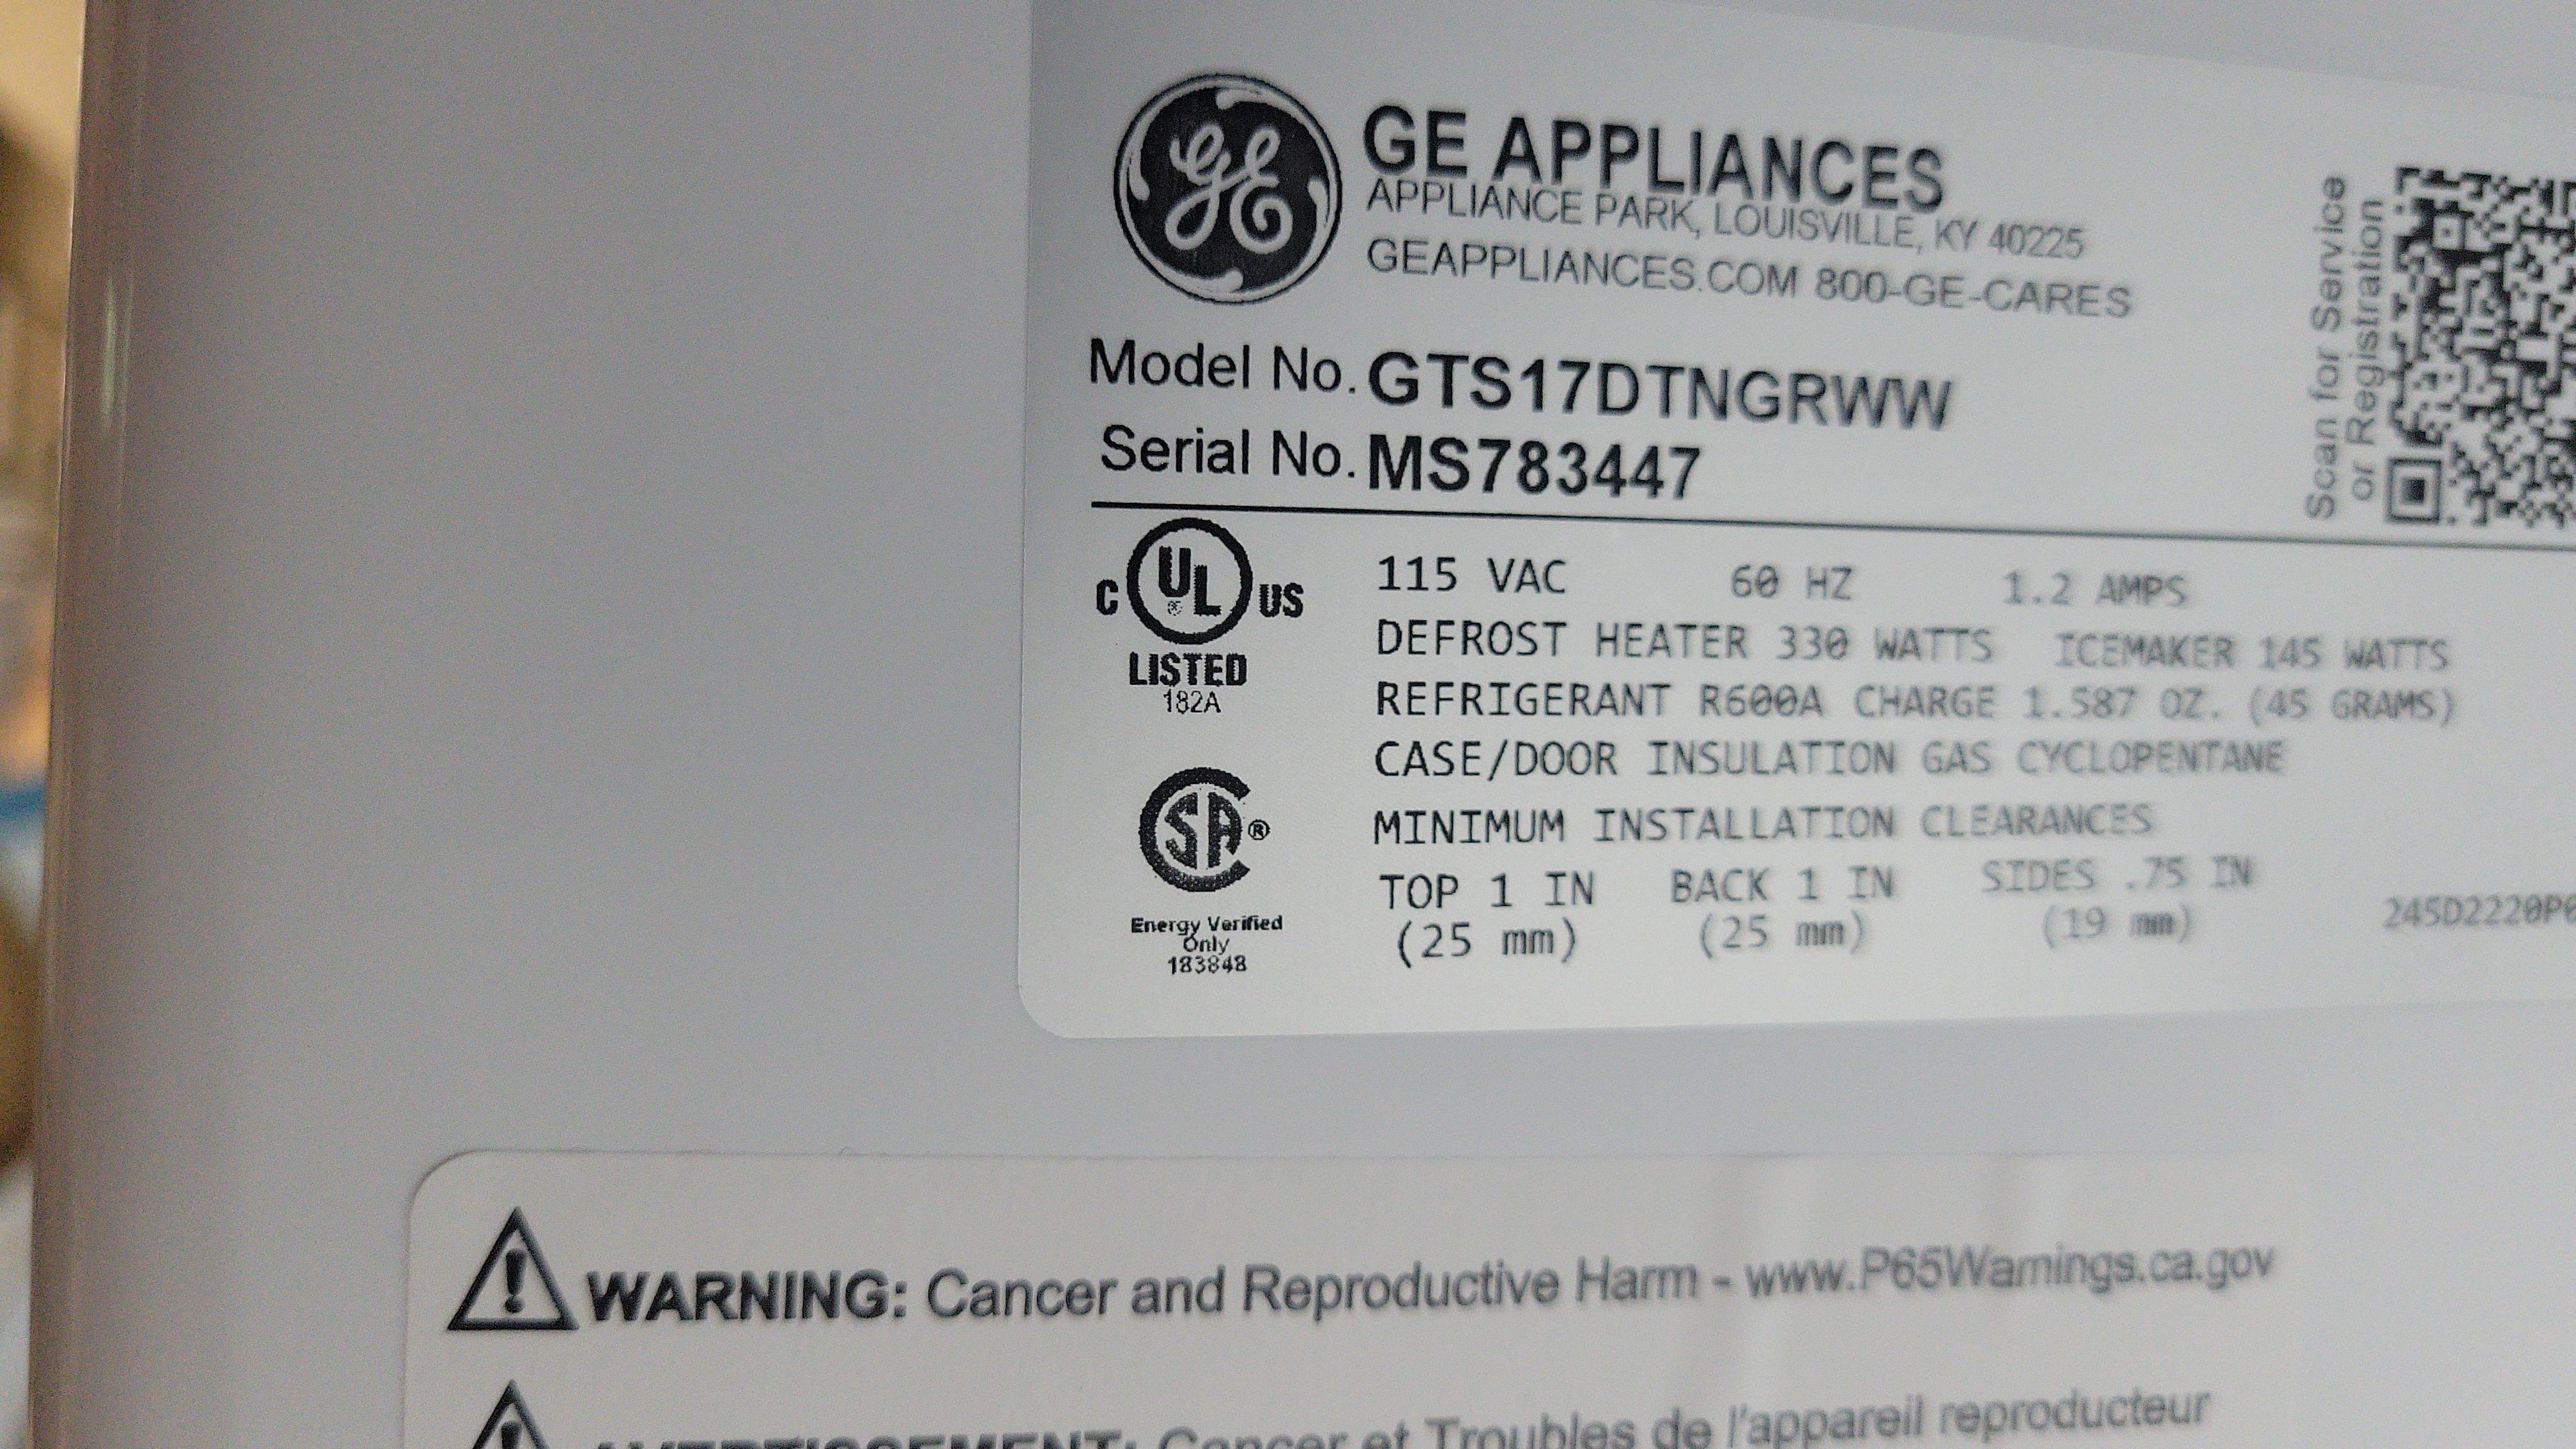 GE
GE APPLIANCES
APPLIANCE PARK, LOUISVILLE, KY 40225
GEAPPLIANCES.COM 800-GE-CARES
Scan for Service
or Registration
Model No. GTS17DTNGRWW
Serial No. MS783447
C UL US
LISTED
182A
115 VAC 60 HZ 1.2 AMPS
DEFROST HEATER 330 WATTS ICEMAKER 145 WATTS
REFRIGERANT R600A CHARGE 1.587 OZ. (45 GRAMS)
CASE/DOOR INSULATION GAS CYCLOPENTANE
MINIMUM INSTALLATION CLEARANCES
TOP 1 IN BACK 1 IN SIDES .75 IN
(25 mm) (25 mm) (19 mm)
CSA®
Energy Verified
Only
183848
WARNING: Cancer and Reproductive Harm - www.P65Warnings.ca.gov
AVERTISSEMENT: Cancer et Troubles de l'appareil reproducteur